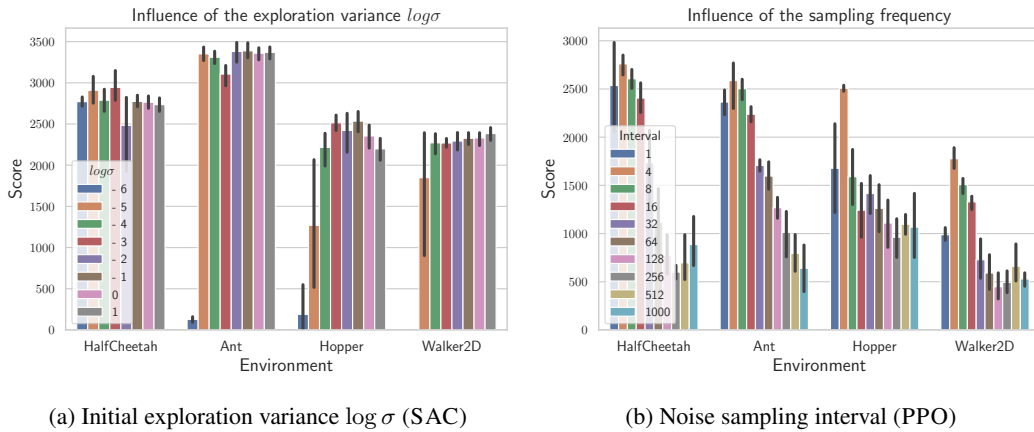 Influence of the exploration variance logσ
Score
3500
3000
2500
2000
1500
1000
500
0
logσ
- 6
- 5
- 4
- 3
- 2
- 1
0
1
HalfCheetah Ant Hopper Walker2D
Environment
(a) Initial exploration variance log σ (SAC)
Influence of the sampling frequency
Score
3000
2500
2000
1500
1000
500
0
Interval
1
4
8
16
32
64
128
256
512
1000
HalfCheetah Ant Hopper Walker2D
Environment
(b) Noise sampling interval (PPO)